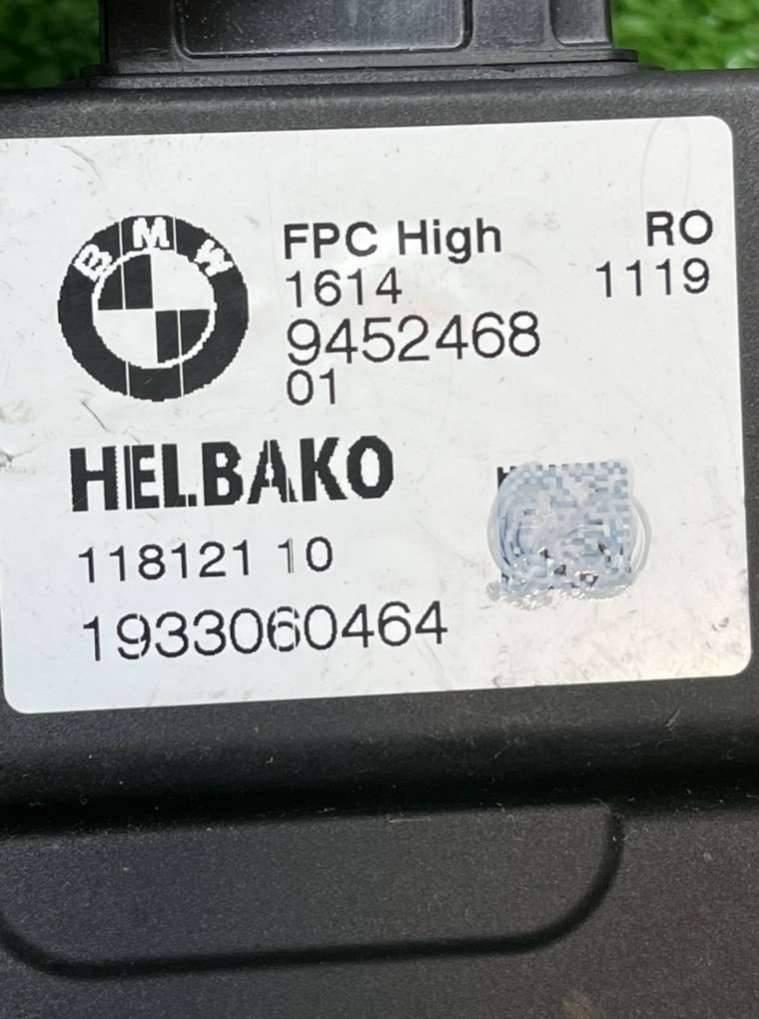 BMW
FPC High RO
1614 1119
9452468
01
HELBAKO
118121 10
1933060464